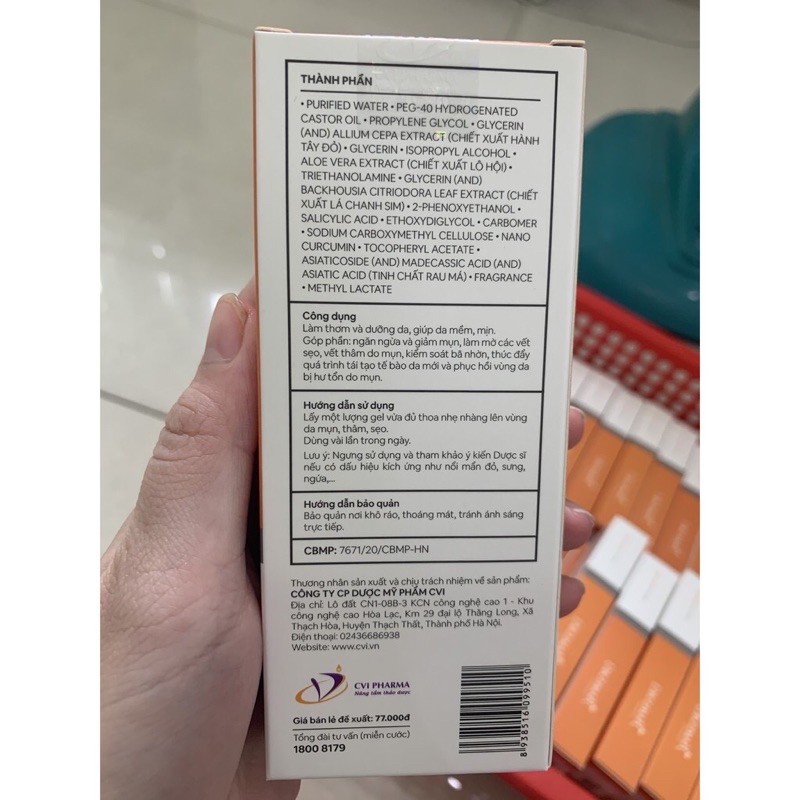 THÀNH PHẦN
• PURIFIED WATER • PEG-40 HYDROGENATED
CASTOR OIL • PROPYLENE GLYCOL • GLYCERIN
(AND) ALLIUM CEPA EXTRACT (CHIẾT XUẤT HÀNH
TÂY ĐỎ) • GLYCERIN • ISOPROPYL ALCOHOL •
ALOE VERA EXTRACT (CHIẾT XUẤT LÔ HỘI) •
TRIETHANOLAMINE • GLYCERIN (AND)
BACKHOUSIA CITRIODORA LEAF EXTRACT (CHIẾT
XUẤT LÁ CHANH SIM) • 2-PHENOXYETHANOL •
SALICYLIC ACID • ETHOXYDIGLYCOL • CARBOMER
• SODIUM CARBOXYMETHYL CELLULOSE • NANO
CURCUMIN • TOCOPHERYL ACETATE •
ASIATICOSIDE (AND) MADECASSIC ACID (AND)
ASIATIC ACID (TINH CHẤT RAU MÁ) • FRAGRANCE
• METHYL LACTATE
Công dụng
Làm thơm và dưỡng da, giúp da mềm, mịn.
Góp phần: ngăn ngừa và giảm mụn, làm mờ các vết
sẹo, vết thâm do mụn, kiểm soát bã nhờn, thúc đẩy
quá trình tái tạo tế bào da mới và phục hồi vùng da
bị hư tổn do mụn.
Hướng dẫn sử dụng
Lấy một lượng gel vừa đủ thoa nhẹ nhàng lên vùng
da mụn, thâm, sẹo.
Dùng vài lần trong ngày.
Lưu ý: Ngưng sử dụng và tham khảo ý kiến Dược sĩ
nếu có dấu hiệu kích ứng như nổi mẩn đỏ, sưng,
ngứa,...
Hướng dẫn bảo quản
Bảo quản nơi khô ráo, thoáng mát, tránh ánh sáng
trực tiếp.
CBMP: 7671/20/CBMP-HN
Thương nhân sản xuất và chịu trách nhiệm về sản phẩm:
CÔNG TY CP DƯỢC MỸ PHẨM CVI
Địa chỉ: Lô đất CN1-08B-3 KCN công nghệ cao 1 - Khu
công nghệ cao Hòa Lạc, Km 29 đại lộ Thăng Long, Xã
Thạch Hòa, Huyện Thạch Thất, Thành phố Hà Nội.
Điện thoại: 02436686938
Website: www.cvi.vn
CVI PHARMA
Nâng tầm thảo dược
Giá bán lẻ đề xuất: 77.000đ
Tổng đài tư vấn (miễn cước)
1800 8179
8 938516 099510